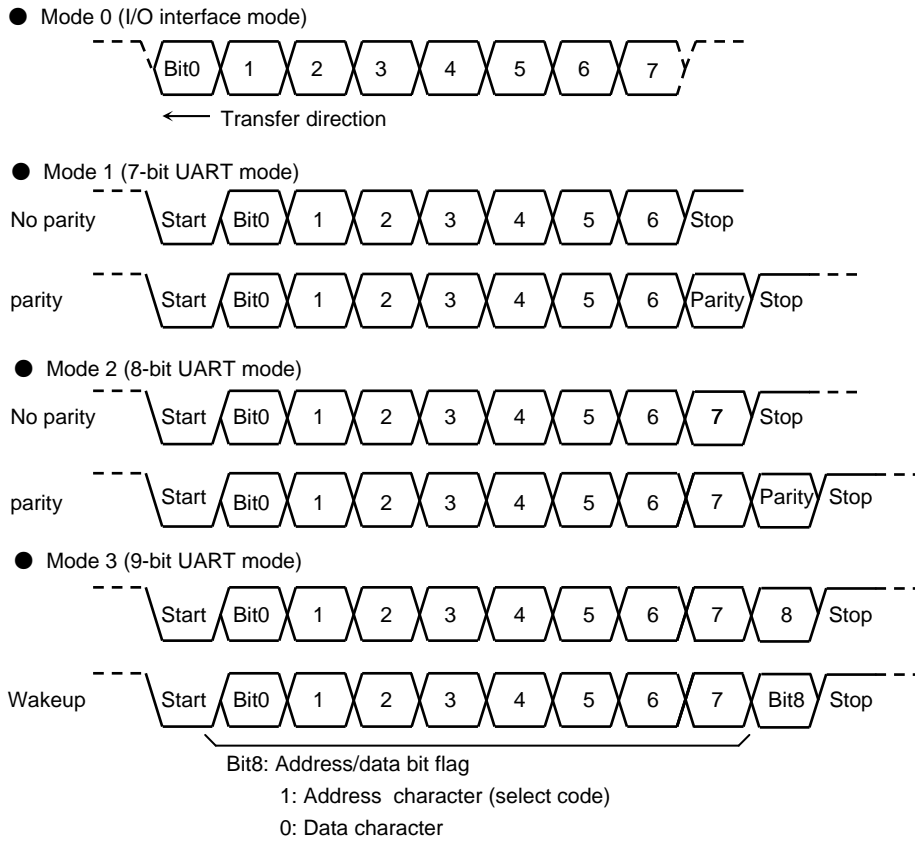 ● Mode 0 (I/O interface mode)
Bit0 1 2 3 4 5 6 7
Transfer direction
● Mode 1 (7-bit UART mode)
No parity Start Bit0 1 2 3 4 5 6 Stop
parity Start Bit0 1 2 3 4 5 6 Parity Stop
● Mode 2 (8-bit UART mode)
No parity Start Bit0 1 2 3 4 5 6 7 Stop
parity Start Bit0 1 2 3 4 5 6 7 Parity Stop
● Mode 3 (9-bit UART mode)
Start Bit0 1 2 3 4 5 6 7 8 Stop
Wakeup Start Bit0 1 2 3 4 5 6 7 Bit8 Stop
Bit8: Address/data bit flag
1: Address character (select code)
0: Data character